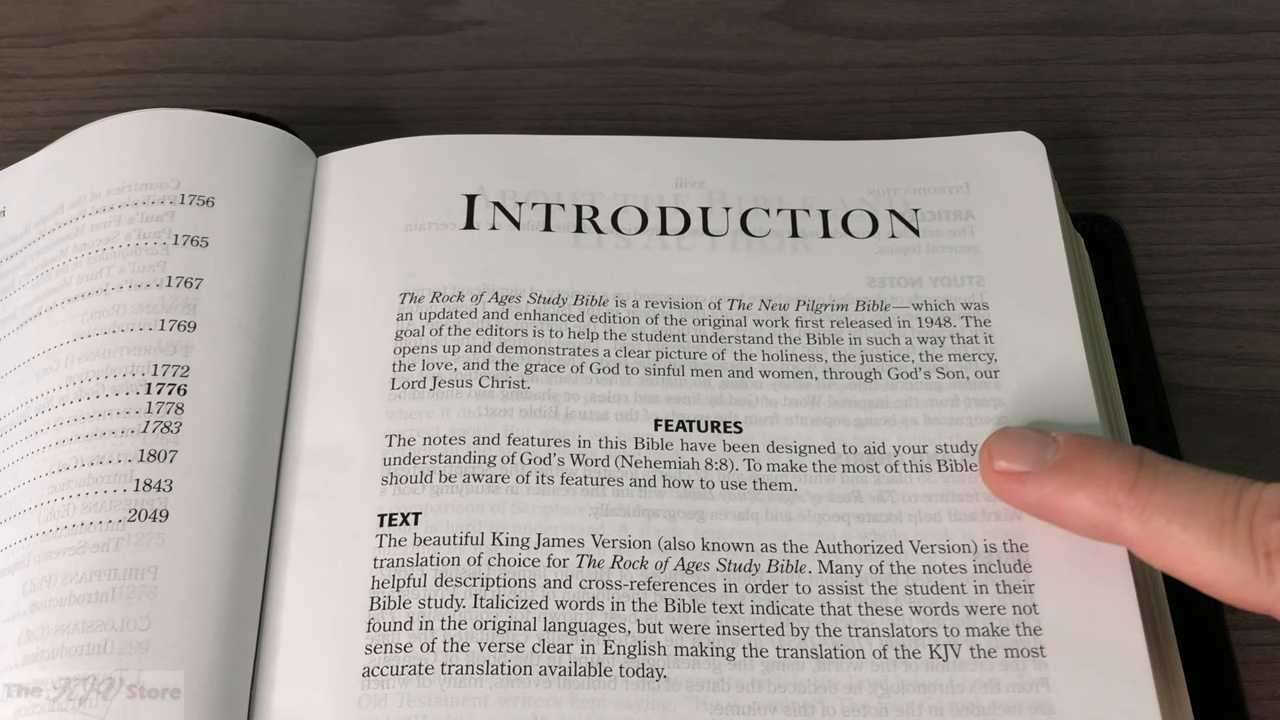 1756
1765
1767
1769
1772
1776
1778
1783
1807
1843
2049
INTRODUCTION
The Rock of Ages Study Bible is a revision of The New Pilgrim Bible—which was
an updated and enhanced edition of the original work first released in 1948. The
goal of the editors is to help the student understand the Bible in such a way that it
opens up and demonstrates a clear picture of the holiness, the justice, the mercy,
the love, and the grace of God to sinful men and women, through God's Son, our
Lord Jesus Christ.
FEATURES
The notes and features in this Bible have been designed to aid your study
understanding of God's Word (Nehemiah 8:8). To make the most of this Bible
should be aware of its features and how to use them.
TEXT
The beautiful King James Version (also known as the Authorized Version) is the
translation of choice for The Rock of Ages Study Bible. Many of the notes include
helpful descriptions and cross-references in order to assist the student in their
Bible study. Italicized words in the Bible text indicate that these words were not
found in the original languages, but were inserted by the translators to make the
sense of the verse clear in English making the translation of the KJV the most
accurate translation available today.
The KJV Store